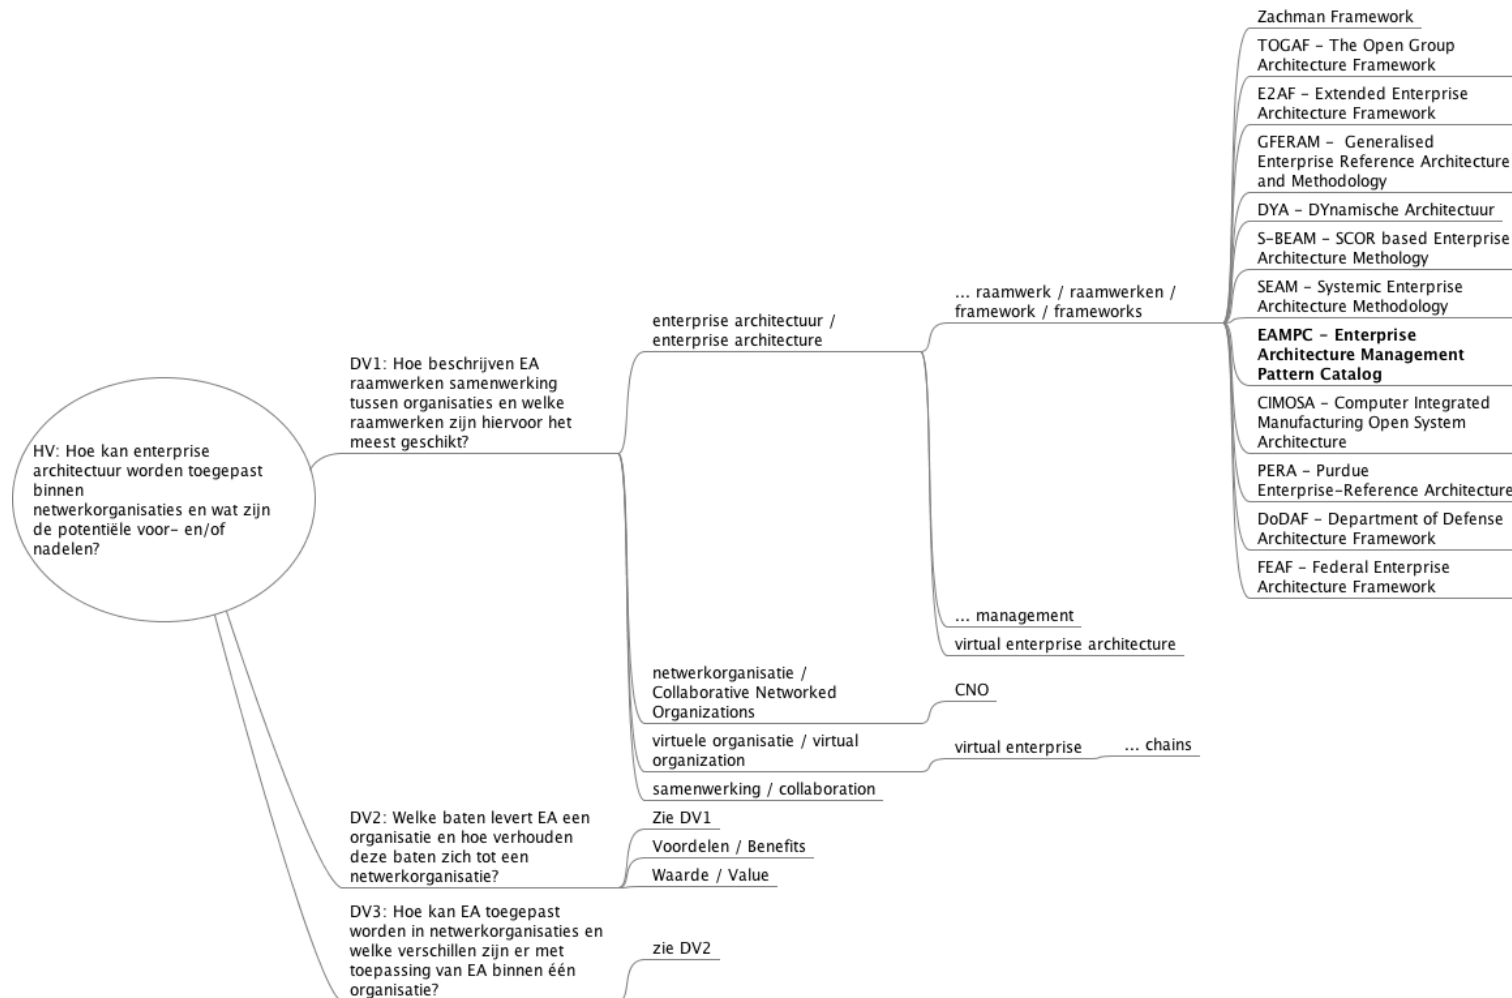 HV: Hoe kan enterprise
architectuur worden toegepast
binnen
netwerkorganisaties en wat zijn
de potentiële voor- en/of
nadelen?
DV1: Hoe beschrijven EA
raamwerken samenwerking
tussen organisaties en welke
raamwerken zijn hiervoor het
meest geschikt?
enterprise architectuur /
enterprise architecture
... raamwerk / raamwerken /
framework / frameworks
Zachman Framework
TOGAF - The Open Group
Architecture Framework
E2AF - Extended Enterprise
Architecture Framework
GFERAM - Generalised
Enterprise Reference Architecture
and Methodology
DYA - DYnamische Architectuur
S-BEAM - SCOR based Enterprise
Architecture Methology
SEAM - Systemic Enterprise
Architecture Methodology
EAMPC - Enterprise
Architecture Management
Pattern Catalog
CIMOSA - Computer Integrated
Manufacturing Open System
Architecture
PERA - Purdue
Enterprise-Reference Architecture
DoDAF - Department of Defense
Architecture Framework
FEAF - Federal Enterprise
Architecture Framework
... management
virtual enterprise architecture
netwerkorganisatie /
Collaborative Networked
Organizations
CNO
virtuele organisatie / virtual
organization
virtual enterprise
... chains
samenwerking / collaboration
DV2: Welke baten levert EA een
organisatie en hoe verhouden
deze baten zich tot een
netwerkorganisatie?
Zie DV1
Voordelen / Benefits
Waarde / Value
DV3: Hoe kan EA toegepast
worden in netwerkorganisaties en
welke verschillen zijn er met
toepassing van EA binnen één
organisatie?
zie DV2